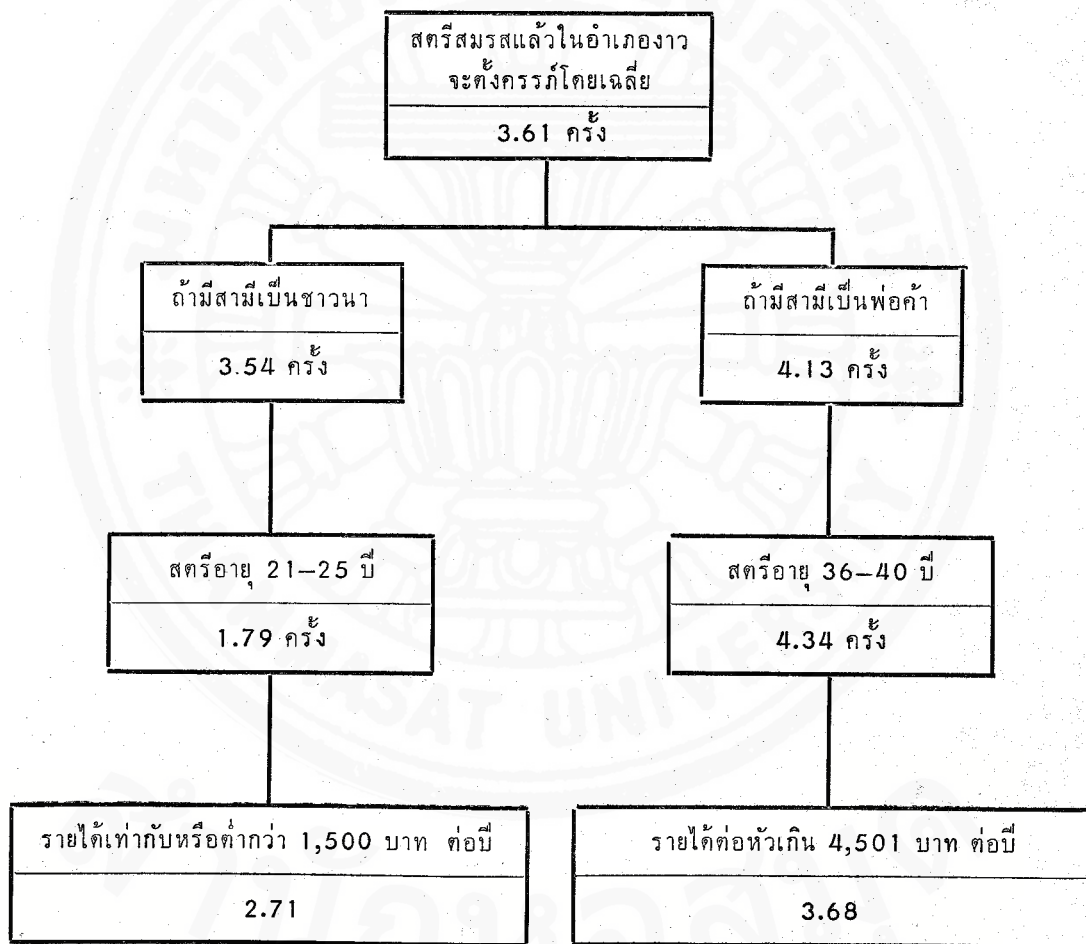 สตรีสมรสแล้วในอำเภองาว
จะตั้งครรภ์โดยเฉลี่ย
3.61 ครั้ง
ถ้ามีสามีเป็นชาวนา
3.54 ครั้ง
ถ้ามีสามีเป็นพ่อค้า
4.13 ครั้ง
สตรีอายุ 21–25 ปี
1.79 ครั้ง
สตรีอายุ 36–40 ปี
4.34 ครั้ง
รายได้เท่ากับหรือต่ำกว่า 1,500 บาท ต่อปี
2.71
รายได้ต่อหัวเกิน 4,501 บาท ต่อปี
3.68